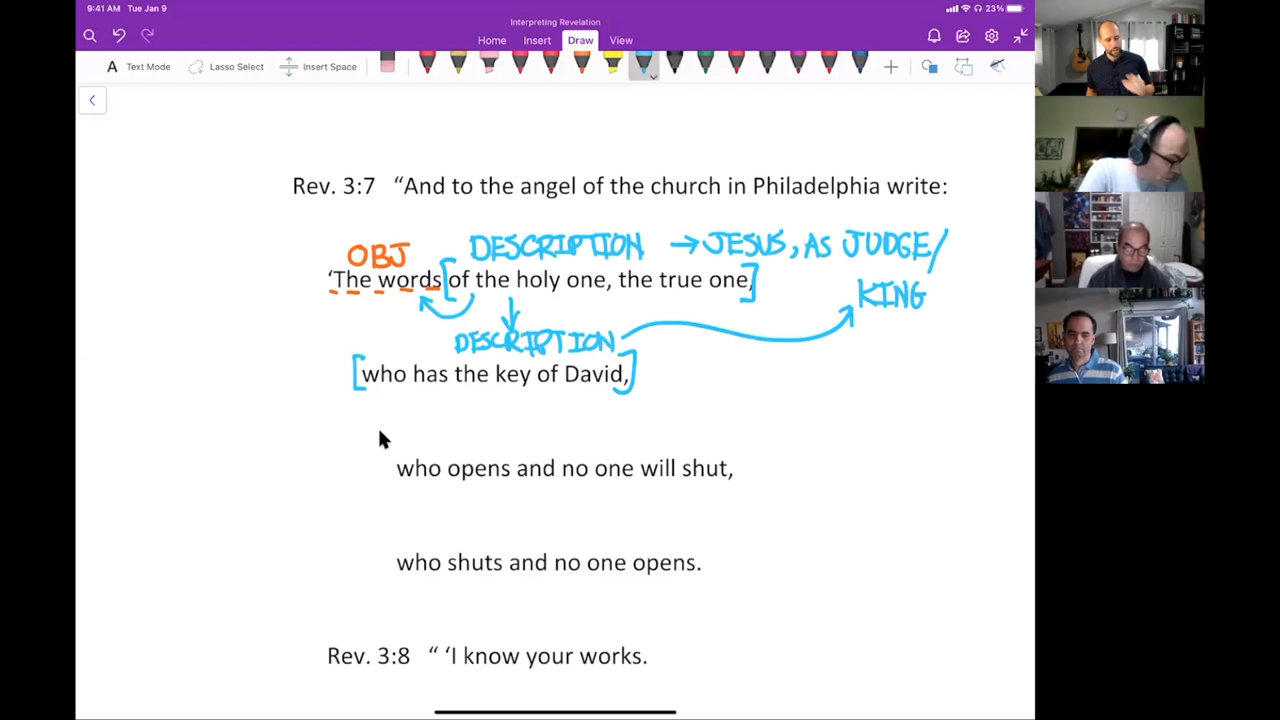 9:41 AM Tue Jan 9
23%
Interpreting Revelation
Home Insert Draw View
Text Mode Lasso Select Insert Space
Rev. 3:7 “And to the angel of the church in Philadelphia write:
OBJ DESCRIPTION → JESUS, AS JUDGE/
KING
‘The words [of the holy one, the true one,]
DESCRIPTION
[who has the key of David,]
who opens and no one will shut,
who shuts and no one opens.
Rev. 3:8 “ ‘I know your works.